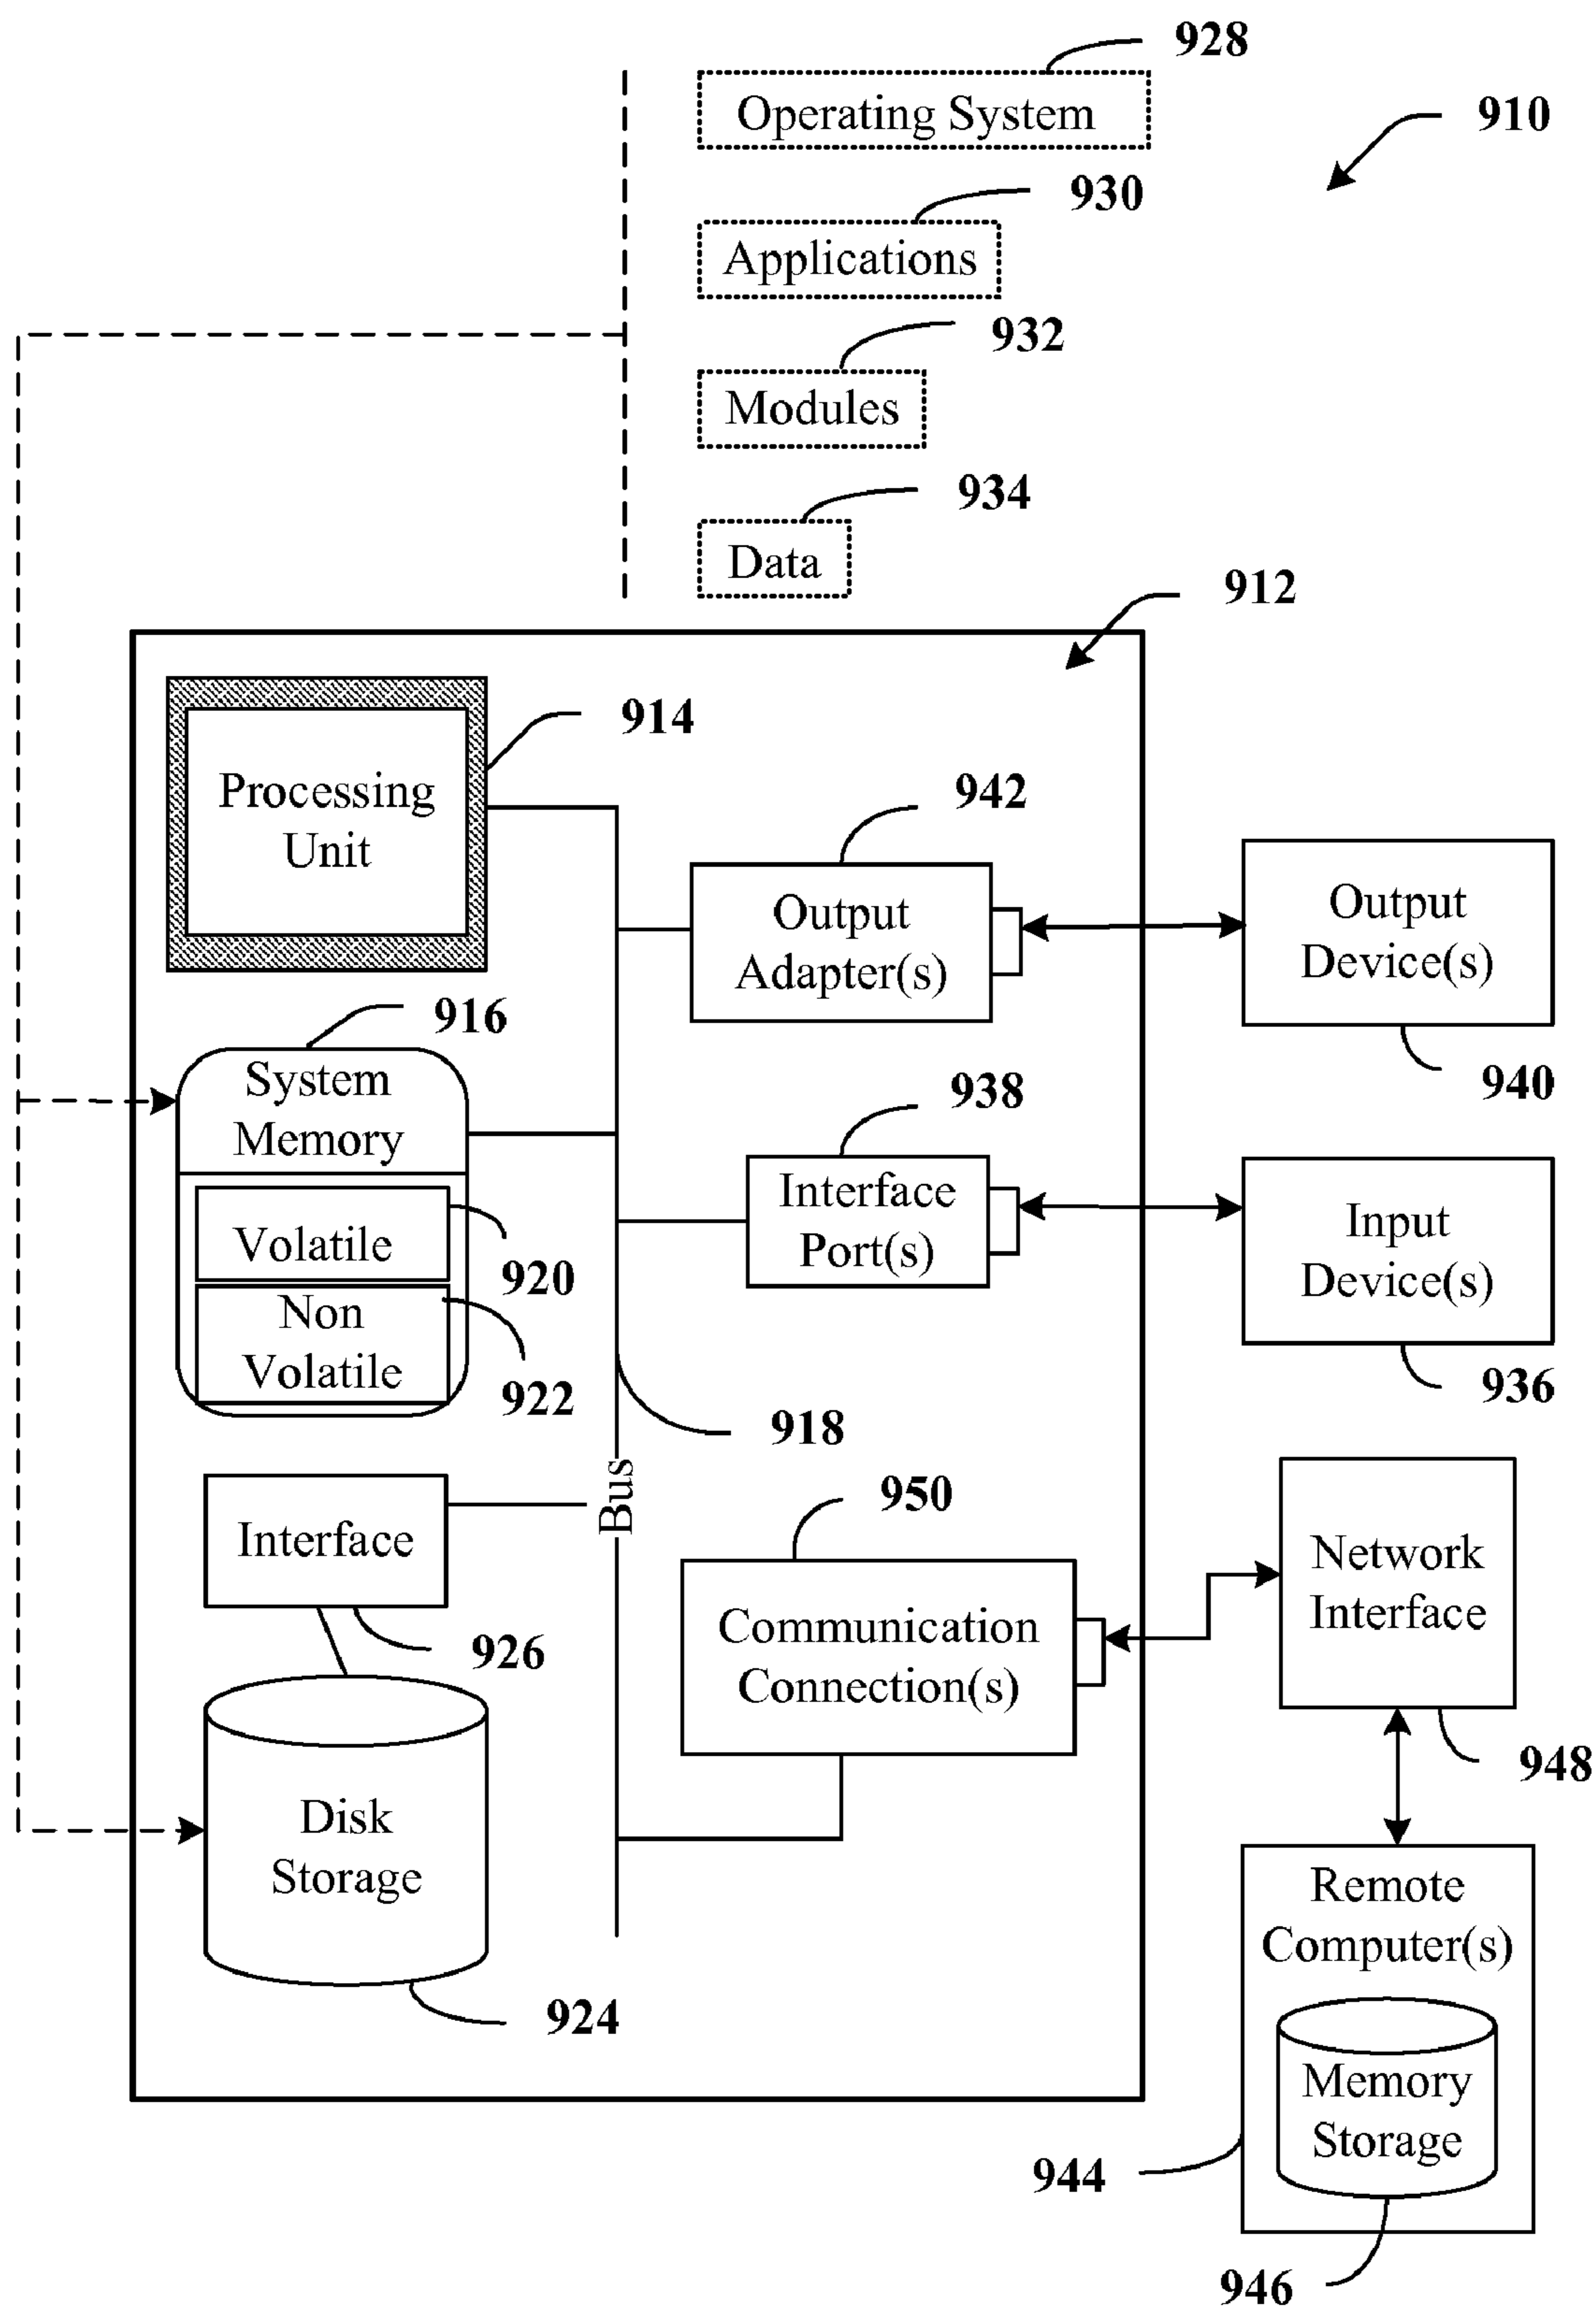 928
Operating System
910
930
Applications
932
Modules
934
Data
912
914
Processing
Unit
942
Output
Adapter(s)
Output
Device(s)
940
916
System
Memory
938
Interface
Port(s)
Input
Device(s)
936
Volatile
920
Non
Volatile
922
918
Bus
Interface
926
950
Communication
Connection(s)
Network
Interface
948
Disk
Storage
924
Remote
Computer(s)
Memory
Storage
944
946